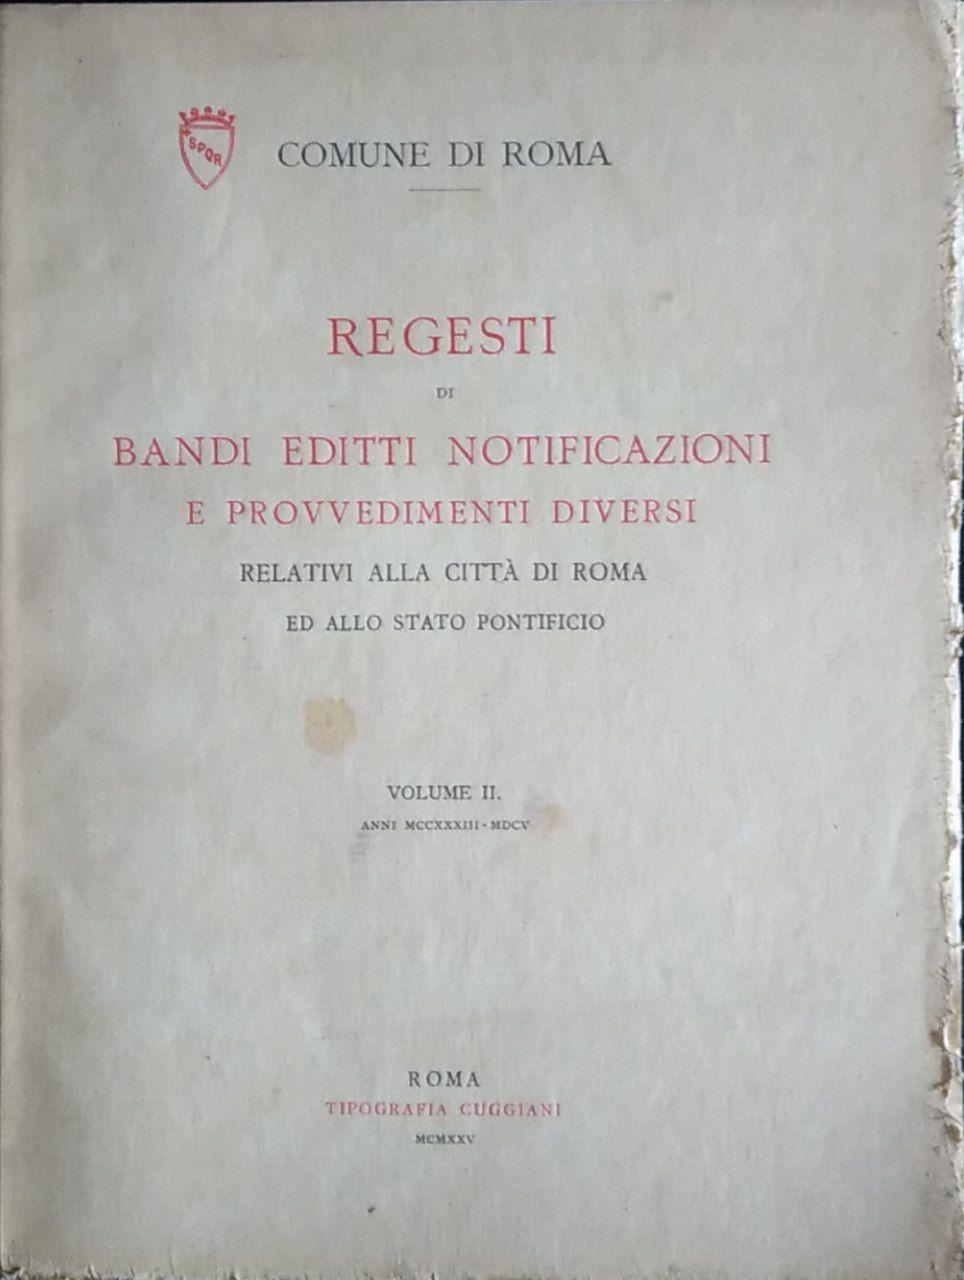 SPQR
COMUNE DI ROMA
REGESTI
DI
BANDI EDITTI NOTIFICAZIONI
E PROVVEDIMENTI DIVERSI
RELATIVI ALLA CITTÀ DI ROMA
ED ALLO STATO PONTIFICIO
VOLUME II.
ANNI MCCXXXIII-MDCV
ROMA
TIPOGRAFIA CUGGIANI
MCMXXV